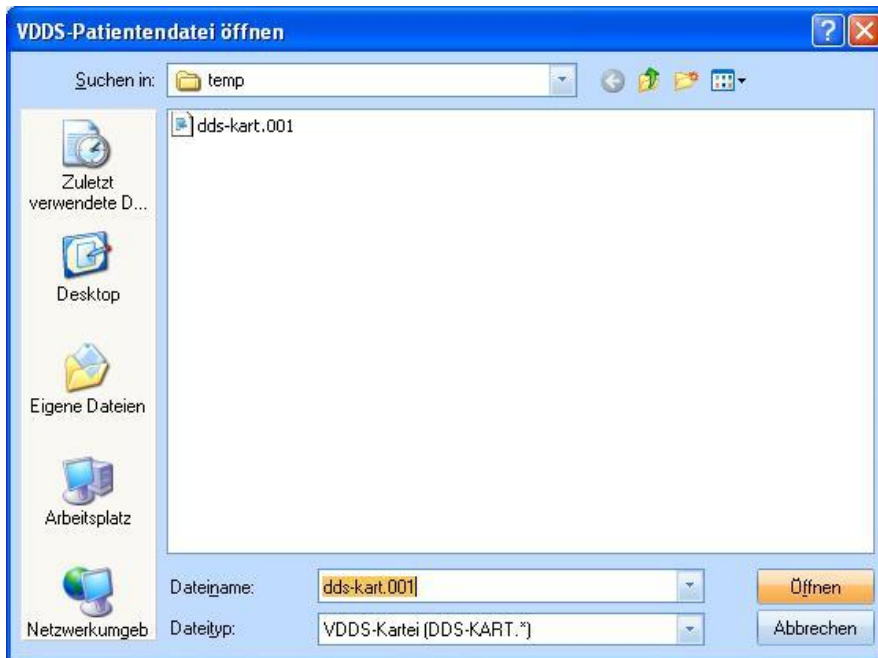 VDDS-Patientendatei öffnen
Suchen in:
temp
dds-kart.001
Zuletzt
verwendete D...
Desktop
Eigene Dateien
Arbeitsplatz
Netzwerkumgeb
Dateiname:
dds-kart.001
Öffnen
Dateityp:
VDDS-Kartei (DDS-KART.*)
Abbrechen